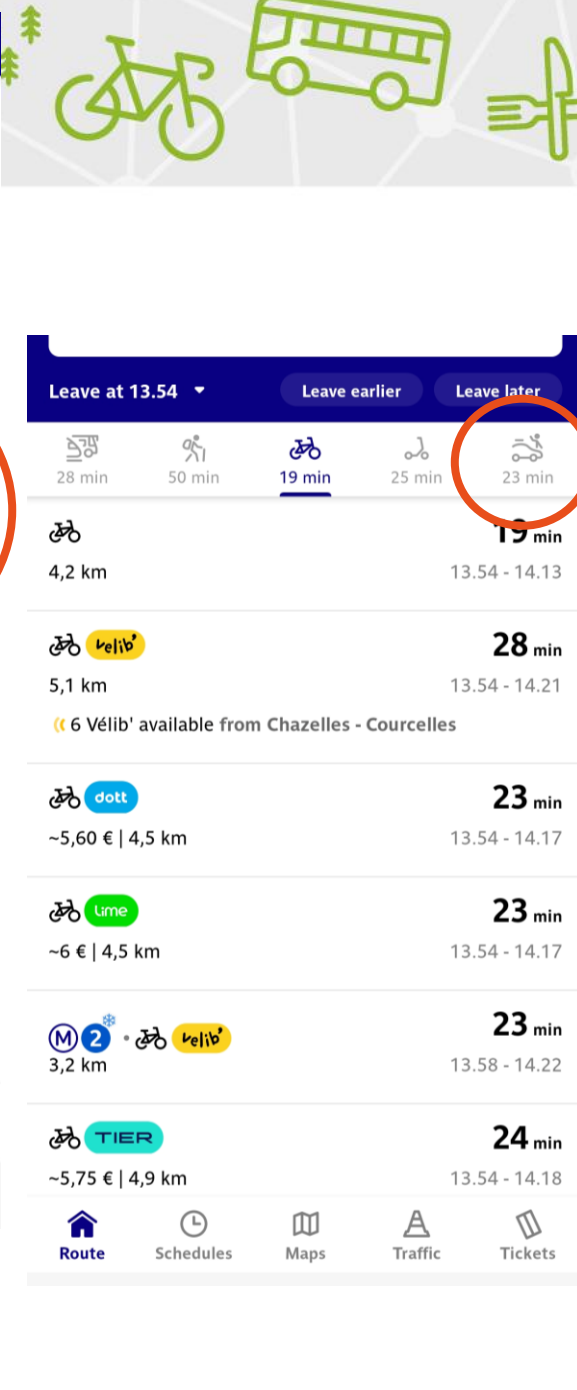 Leave at 13.54 Leave earlier Leave later
28 min 50 min 19 min 25 min 23 min
19 min
4,2 km 13.54 - 14.13
velib' 28 min
5,1 km 13.54 - 14.21
6 Vélib' available from Chazelles - Courcelles
dott 23 min
~5,60 € | 4,5 km 13.54 - 14.17
Lime 23 min
~6 € | 4,5 km 13.54 - 14.17
M 2 · velib' 23 min
3,2 km 13.58 - 14.22
TIER 24 min
~5,75 € | 4,9 km 13.54 - 14.18
Route Schedules Maps Traffic Tickets